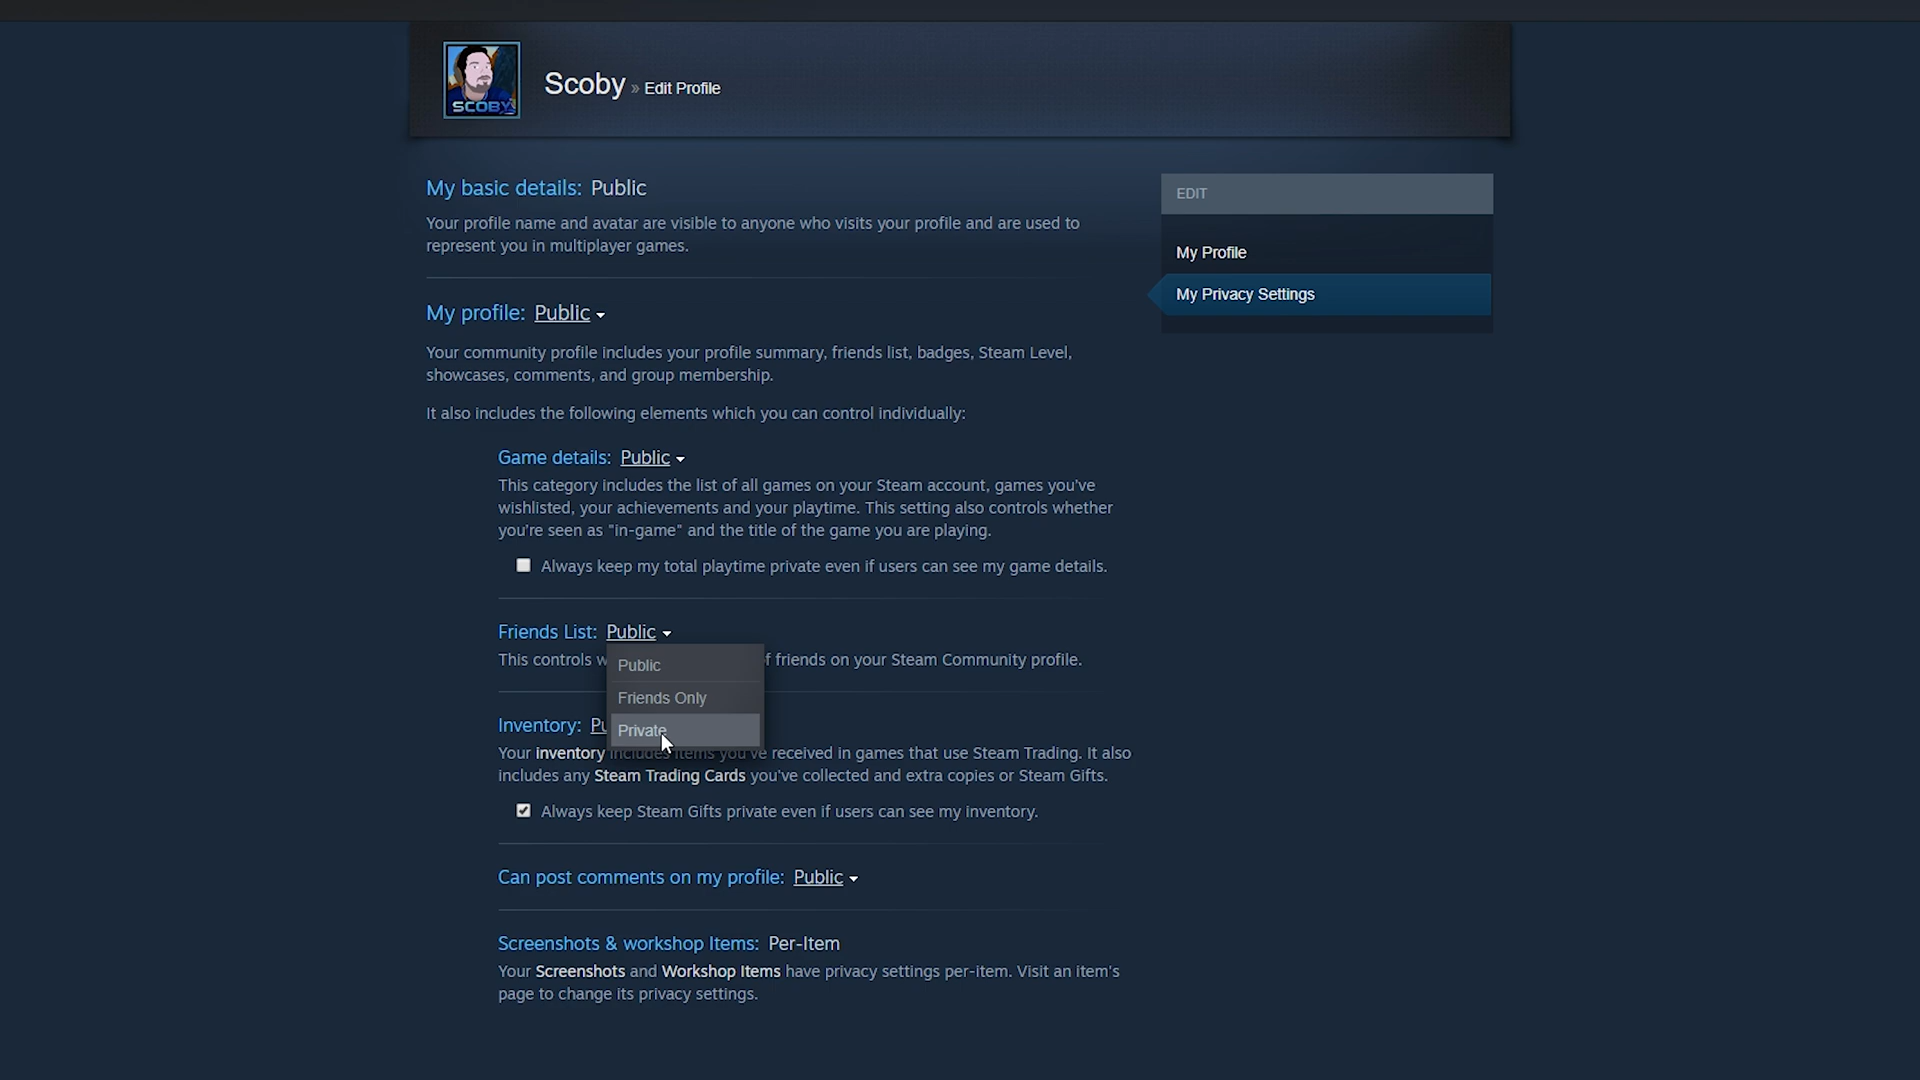 SCOBY
Scoby » Edit Profile
My basic details: Public
Your profile name and avatar are visible to anyone who visits your profile and are used to
represent you in multiplayer games.
EDIT
My Profile
My Privacy Settings
My profile: Public
Your community profile includes your profile summary, friends list, badges, Steam Level,
showcases, comments, and group membership.
It also includes the following elements which you can control individually:
Game details: Public
This category includes the list of all games on your Steam account, games you've
wishlisted, your achievements and your playtime. This setting also controls whether
you're seen as "in-game" and the title of the game you are playing.
Always keep my total playtime private even if users can see my game details.
Friends List: Public
This controls w f friends on your Steam Community profile.
Public
Friends Only
Private
Inventory: Pu
Your inventory includes items you've received in games that use Steam Trading. It also
includes any Steam Trading Cards you've collected and extra copies or Steam Gifts.
Always keep Steam Gifts private even if users can see my inventory.
Can post comments on my profile: Public
Screenshots & workshop Items: Per-Item
Your Screenshots and Workshop Items have privacy settings per-item. Visit an item's
page to change its privacy settings.